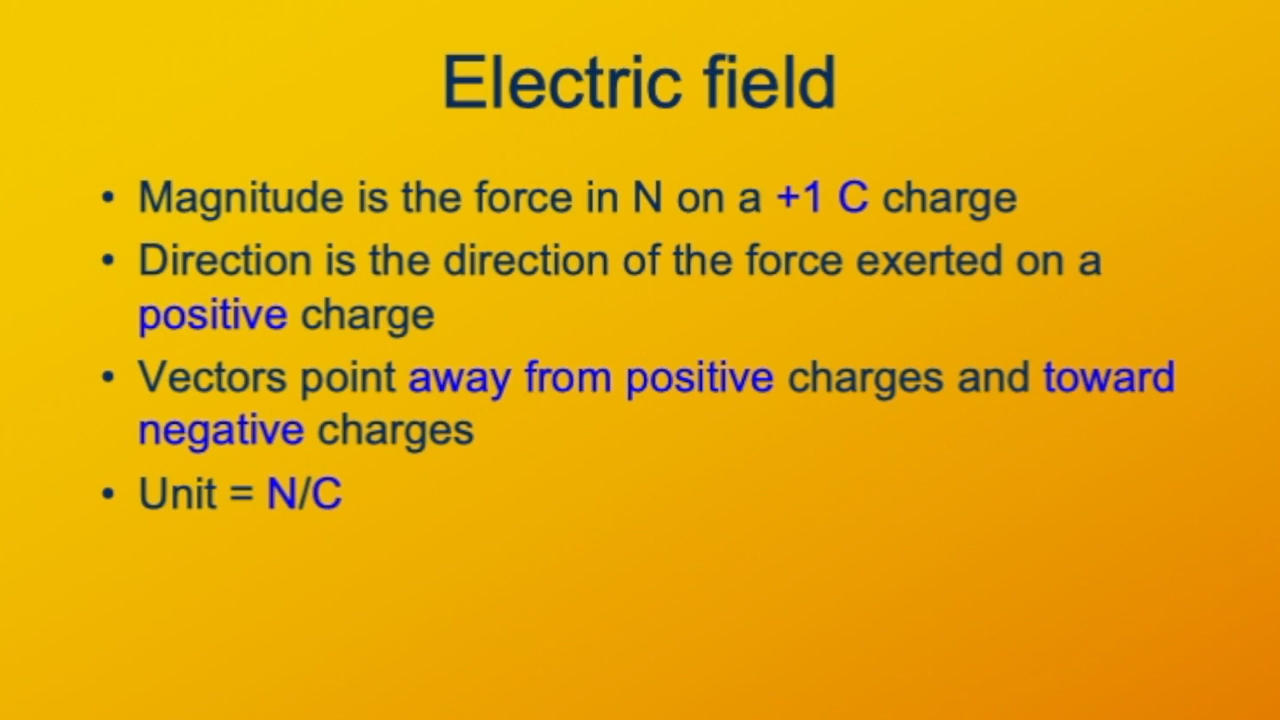 Electric field
• Magnitude is the force in N on a +1 C charge
• Direction is the direction of the force exerted on a
positive charge
• Vectors point away from positive charges and toward
negative charges
• Unit = N/C